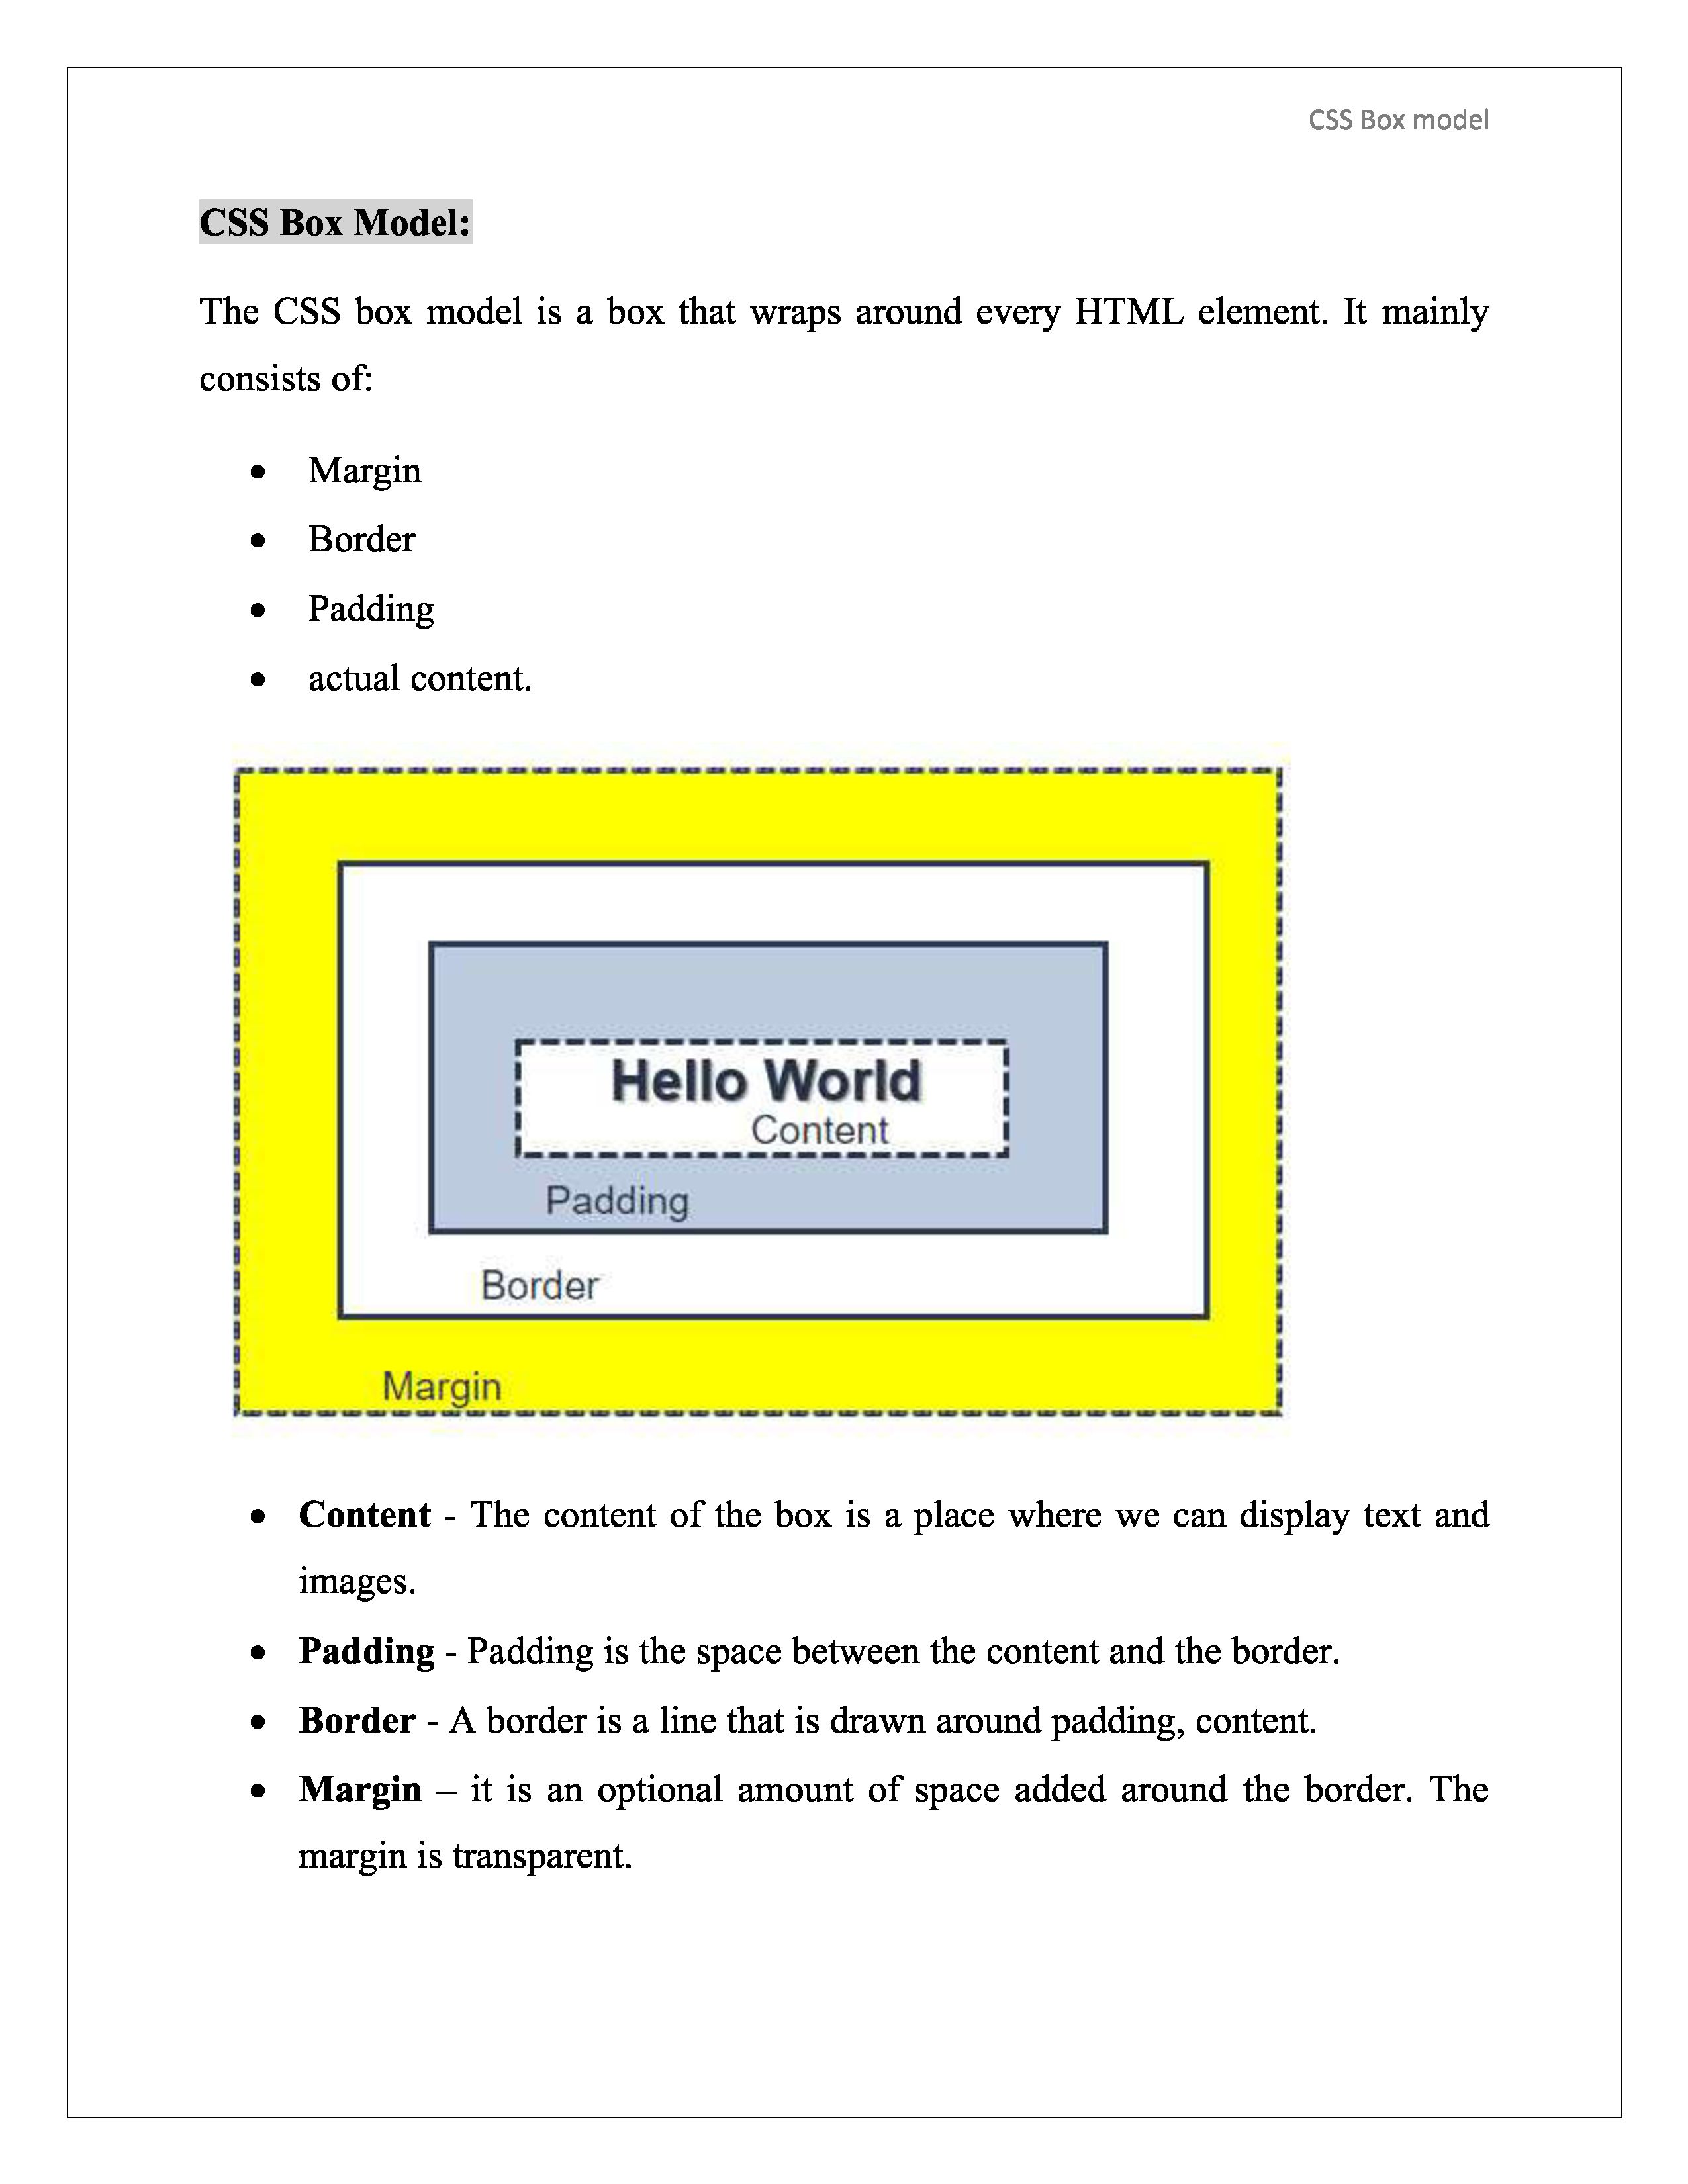 CSS Box model
CSS Box Model:
The CSS box model is a box that wraps around every HTML element. It mainly
consists of:
• Margin
• Border
• Padding
• actual content.
Hello World
Content
Padding
Border
Margin
• Content - The content of the box is a place where we can display text and
images.
• Padding - Padding is the space between the content and the border.
• Border - A border is a line that is drawn around padding, content.
• Margin – it is an optional amount of space added around the border. The
margin is transparent.